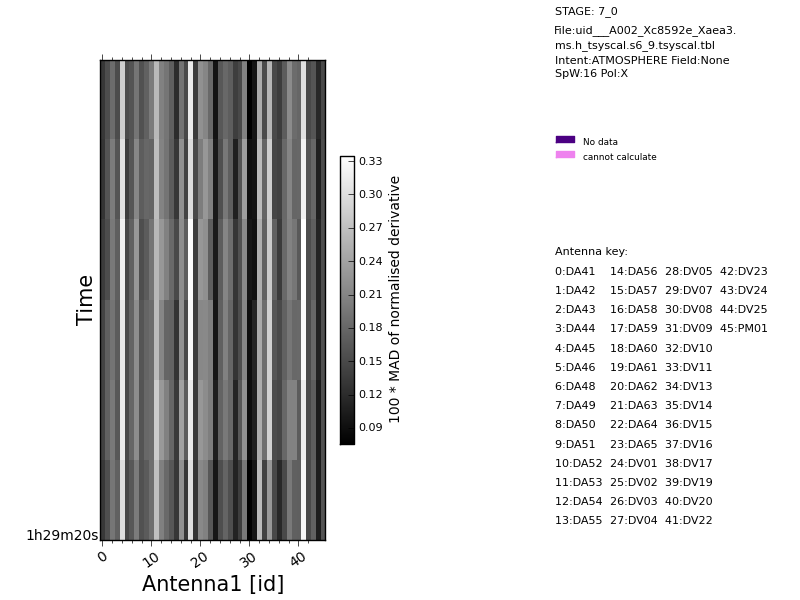 STAGE: 7_0
File:uid___A002_Xc8592e_Xaea3.
ms.h_tsyscal.s6_9.tsyscal.tbl
Intent:ATMOSPHERE Field:None
SpW:16 Pol:X
No data
cannot calculate
0.33
0.30
0.27
0.24
0.21
0.18
0.15
0.12
0.09
100 * MAD of normalised derivative
Time
1h29m20s
0 10 20 30 40
Antenna1 [id]
Antenna key:
0:DA41 14:DA56 28:DV05 42:DV23
1:DA42 15:DA57 29:DV07 43:DV24
2:DA43 16:DA58 30:DV08 44:DV25
3:DA44 17:DA59 31:DV09 45:PM01
4:DA45 18:DA60 32:DV10
5:DA46 19:DA61 33:DV11
6:DA48 20:DA62 34:DV13
7:DA49 21:DA63 35:DV14
8:DA50 22:DA64 36:DV15
9:DA51 23:DA65 37:DV16
10:DA52 24:DV01 38:DV17
11:DA53 25:DV02 39:DV19
12:DA54 26:DV03 40:DV20
13:DA55 27:DV04 41:DV22